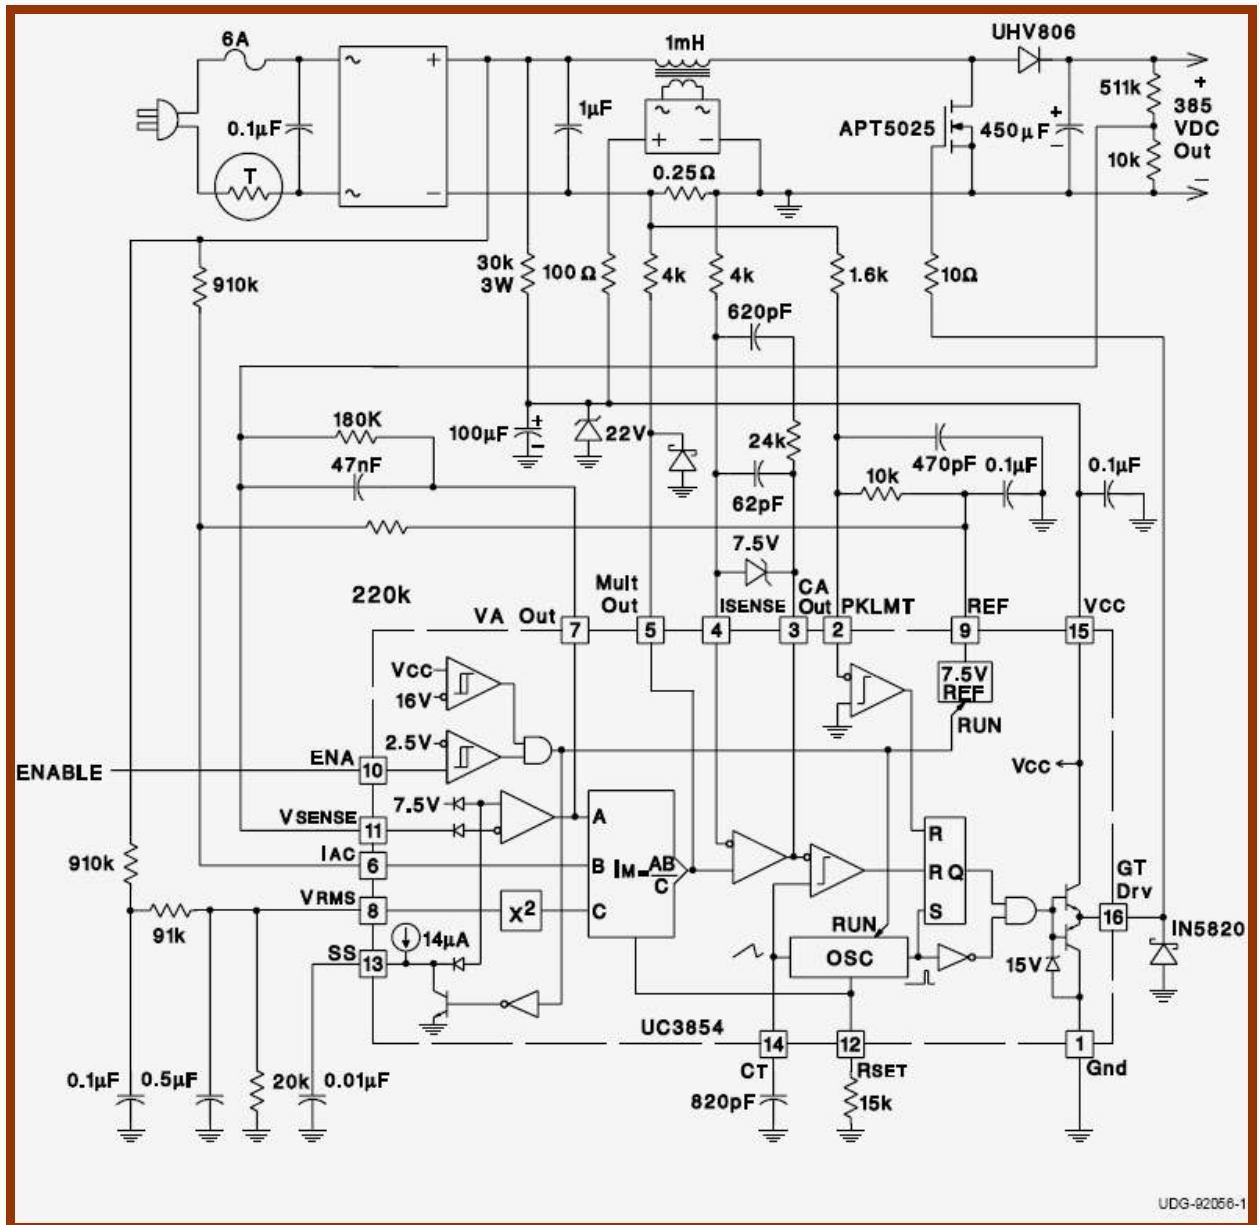 UHV806
6A
1mH
0.1µF
1µF
511k
+
385
VDC
Out
−
APT5025
450µF
10k
T
0.25Ω
910k
30k
3W
100Ω
4k
4k
1.6k
10Ω
620pF
180K
100µF
22V
24k
470pF
0.1µF
0.1µF
47nF
62pF
10k
7.5V
220k
VA Out
Mult
Out
ISENSE
CA
Out
PKLMT
REF
VCC
7
5
4
3
2
9
15
VCC
16V
7.5V
REF
RUN
2.5V
ENA
ENABLE
10
VCC
7.5V
VSENSE
11
A
IAC
6
B
IM=AB/C
R
R Q
S
910k
VRMS
8
X²
C
GT
Drv
16
91k
14µA
RUN
OSC
IN5820
SS
13
15V
UC3854
14
12
1
CT
RSET
Gnd
0.1µF
0.5µF
20k
0.01µF
820pF
15k
UDG-92056-1